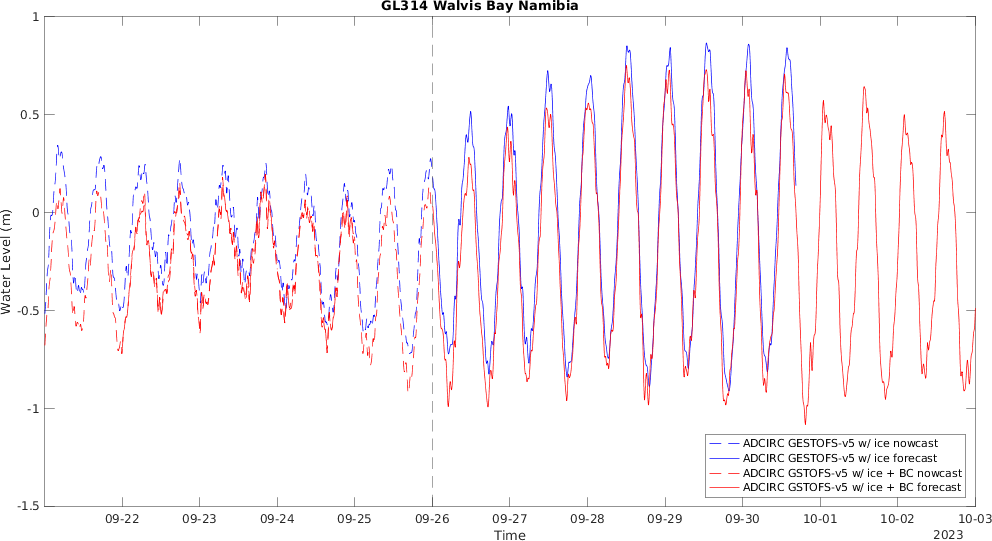 GL314 Walvis Bay Namibia
1
0.5
0
-0.5
-1
-1.5
Water Level (m)
ADCIRC GESTOFS-v5 w/ ice nowcast
ADCIRC GESTOFS-v5 w/ ice forecast
ADCIRC GSTOFS-v5 w/ ice + BC nowcast
ADCIRC GSTOFS-v5 w/ ice + BC forecast
09-22 09-23 09-24 09-25 09-26 09-27 09-28 09-29 09-30 10-01 10-02 10-03
Time
2023